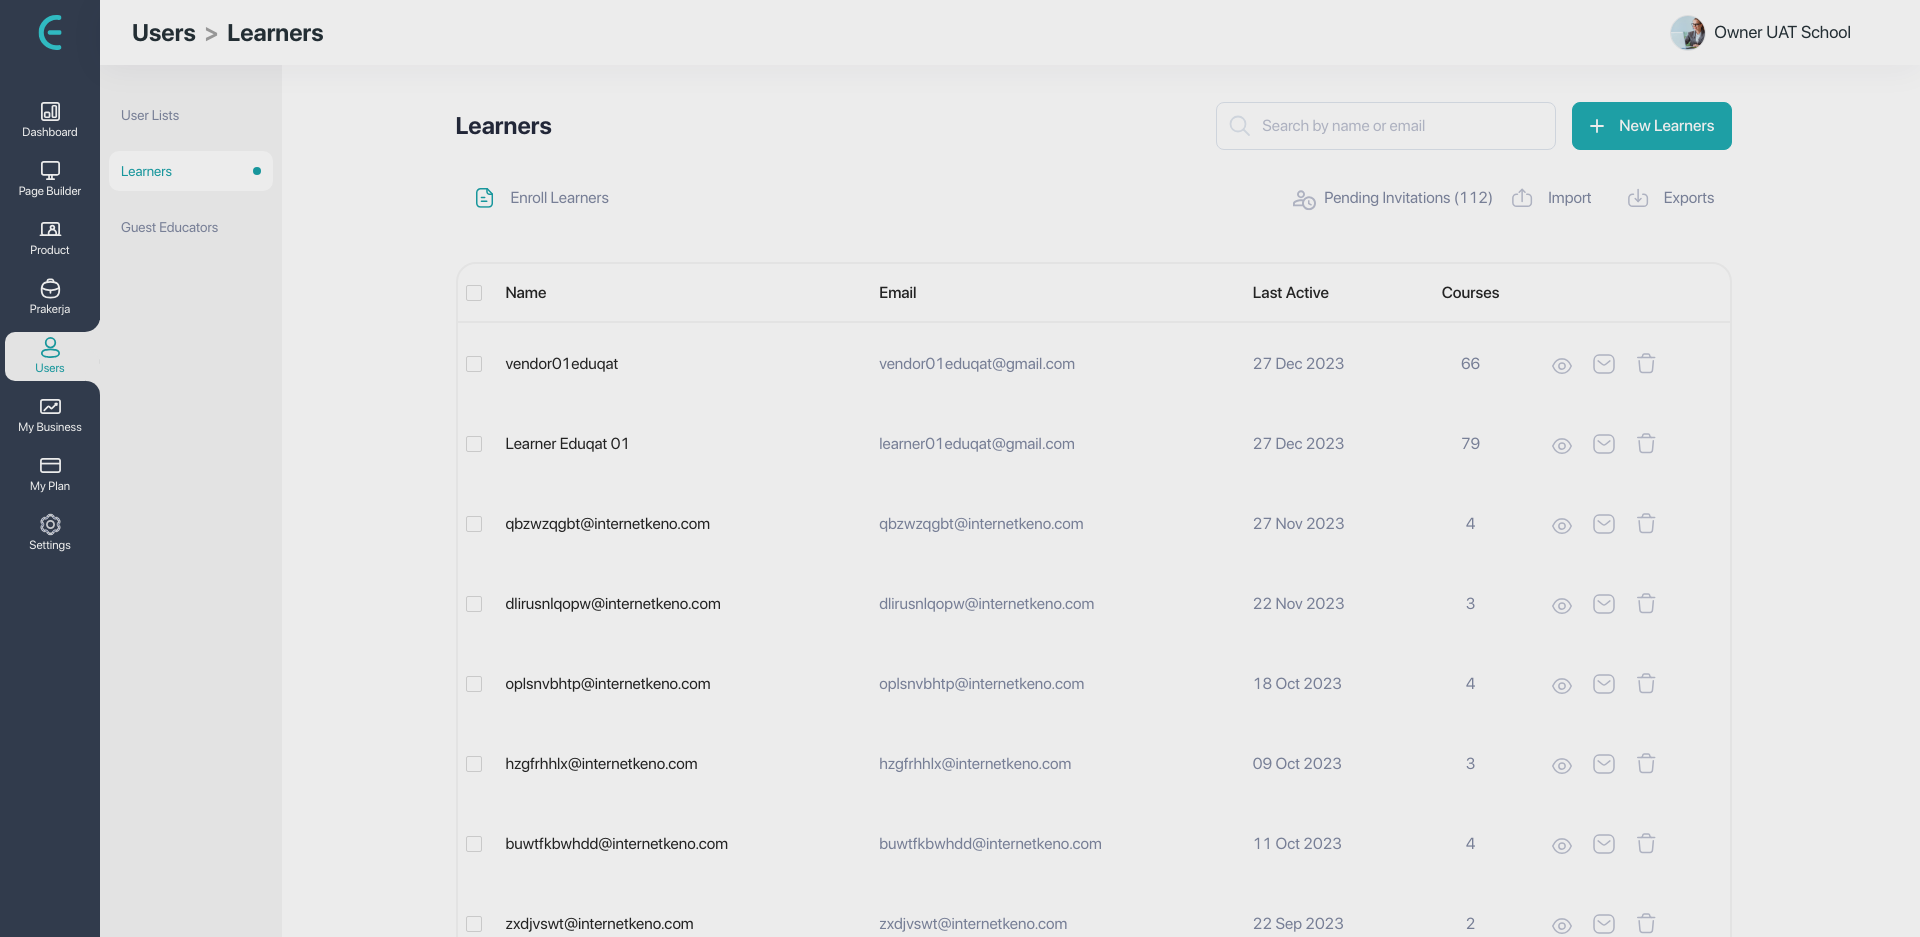 Users > Learners
Owner UAT School
Dashboard
Page Builder
Product
Prakerja
Users
My Business
My Plan
Settings
User Lists
Learners
Guest Educators
Learners
Search by name or email
New Learners
Enroll Learners
Pending Invitations (112)
Import
Exports
Name Email Last Active Courses
vendor01eduqat vendor01eduqat@gmail.com 27 Dec 2023 66
Learner Eduqat 01 learner01eduqat@gmail.com 27 Dec 2023 79
qbzwzqgbt@internetkeno.com qbzwzqgbt@internetkeno.com 27 Nov 2023 4
dlirusnlqopw@internetkeno.com dlirusnlqopw@internetkeno.com 22 Nov 2023 3
oplsnvbhtp@internetkeno.com oplsnvbhtp@internetkeno.com 18 Oct 2023 4
hzgfrhhlx@internetkeno.com hzgfrhhlx@internetkeno.com 09 Oct 2023 3
buwtfkbwhdd@internetkeno.com buwtfkbwhdd@internetkeno.com 11 Oct 2023 4
zxdjvswt@internetkeno.com zxdjvswt@internetkeno.com 22 Sep 2023 2